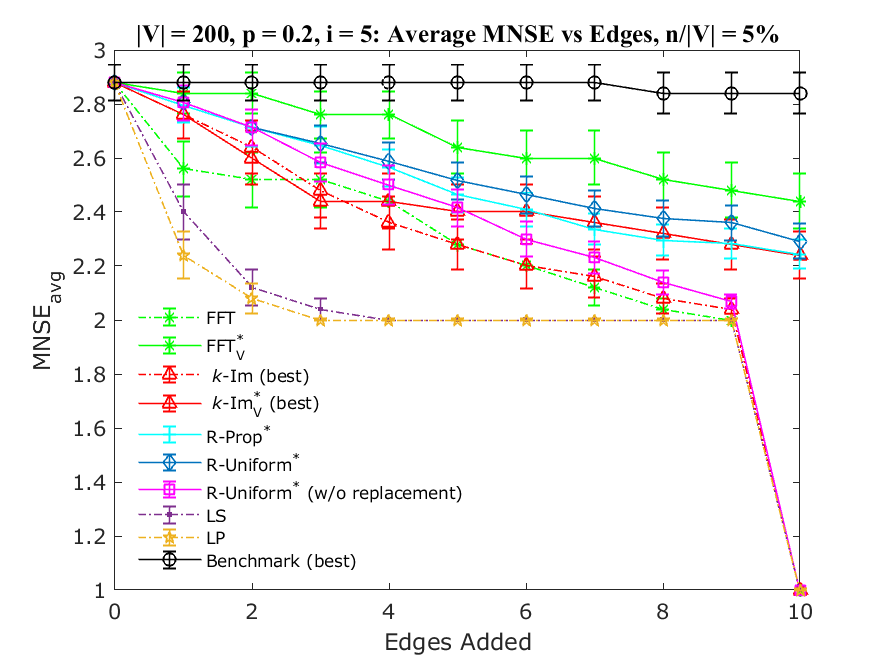 |V| = 200, p = 0.2, i = 5: Average MNSE vs Edges, n/|V| = 5%
3
2.8
2.6
2.4
2.2
2
1.8
1.6
1.4
1.2
1
MNSE_avg
FFT
FFT*_V
k-Im (best)
k-Im*_V (best)
R-Prop*
R-Uniform*
R-Uniform* (w/o replacement)
LS
LP
Benchmark (best)
0 2 4 6 8 10
Edges Added